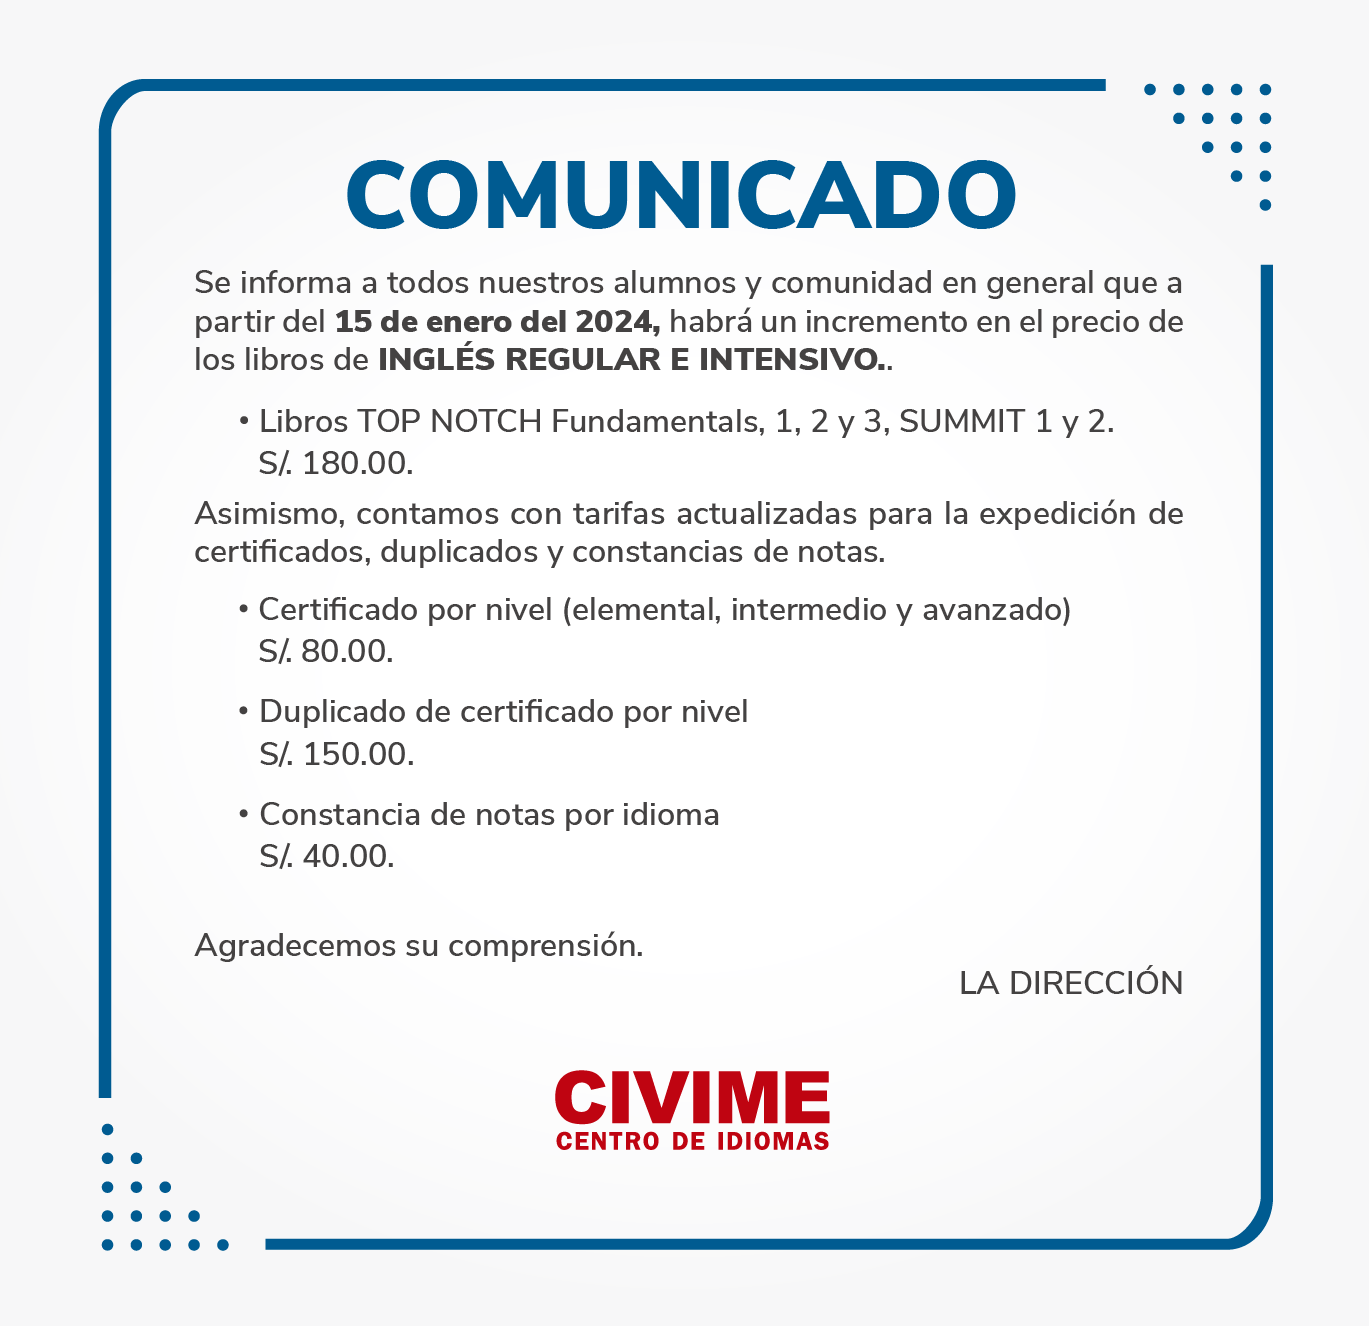 COMUNICADO
Se informa a todos nuestros alumnos y comunidad en general que a
partir del 15 de enero del 2024, habrá un incremento en el precio de
los libros de INGLÉS REGULAR E INTENSIVO..
• Libros TOP NOTCH Fundamentals, 1, 2 y 3, SUMMIT 1 y 2.
S/. 180.00.
Asimismo, contamos con tarifas actualizadas para la expedición de
certificados, duplicados y constancias de notas.
• Certificado por nivel (elemental, intermedio y avanzado)
S/. 80.00.
• Duplicado de certificado por nivel
S/. 150.00.
• Constancia de notas por idioma
S/. 40.00.
Agradecemos su comprensión.
LA DIRECCIÓN
CIVIME
CENTRO DE IDIOMAS